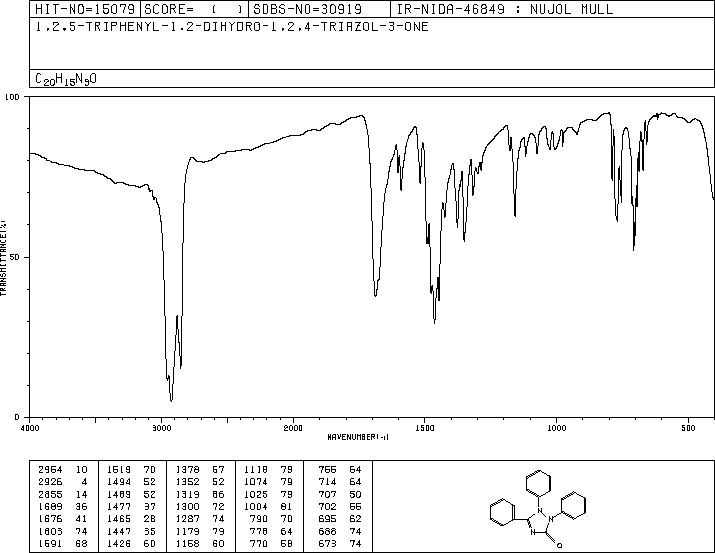 HIT-NO=15079 SCORE= ( ) SDBS-NO=30919 IR-NIDA-46849 : NUJOL MULL
1,2,5-TRIPHENYL-1,2-DIHYDRO-1,2,4-TRIAZOL-3-ONE
C20H15N3O
100
50
0
TRANSMITTANCE(%)
4000 3000 2000 1500 1000 500
WAVENUMBER(-1)
2954 10 1519 70 1378 57 1118 79 756 64
2926 4 1494 52 1352 52 1074 79 714 64
2855 14 1489 52 1319 66 1025 79 707 50
1689 36 1477 37 1300 72 1004 81 702 55
1676 41 1465 28 1287 74 790 70 695 62
1603 74 1447 35 1179 79 778 64 688 74
1591 68 1426 60 1158 60 770 58 673 74
N
N
N
O